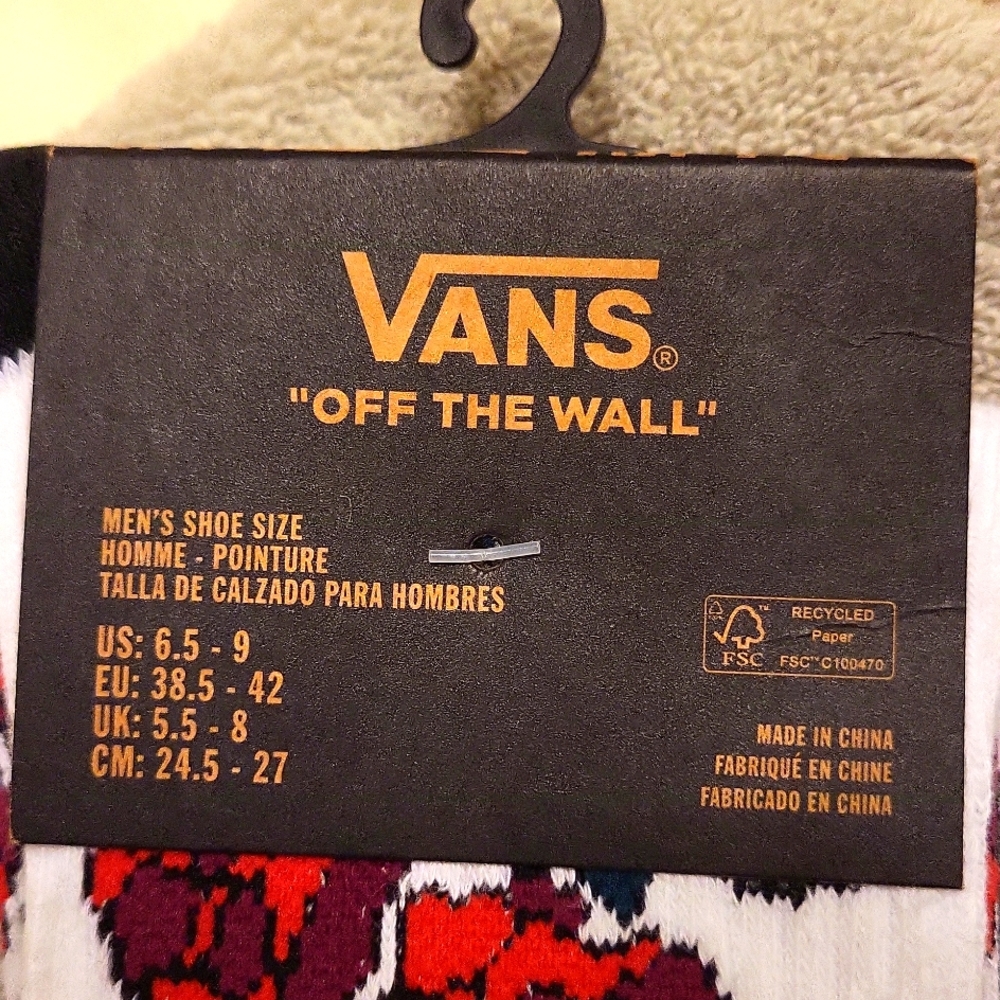 VANS®
"OFF THE WALL"
MEN'S SHOE SIZE
HOMME - POINTURE
TALLA DE CALZADO PARA HOMBRES
US: 6.5 - 9
EU: 38.5 - 42
UK: 5.5 - 8
CM: 24.5 - 27
™
FSC
RECYCLED
Paper
FSC™ C100470
MADE IN CHINA
FABRIQUÉ EN CHINE
FABRICADO EN CHINA